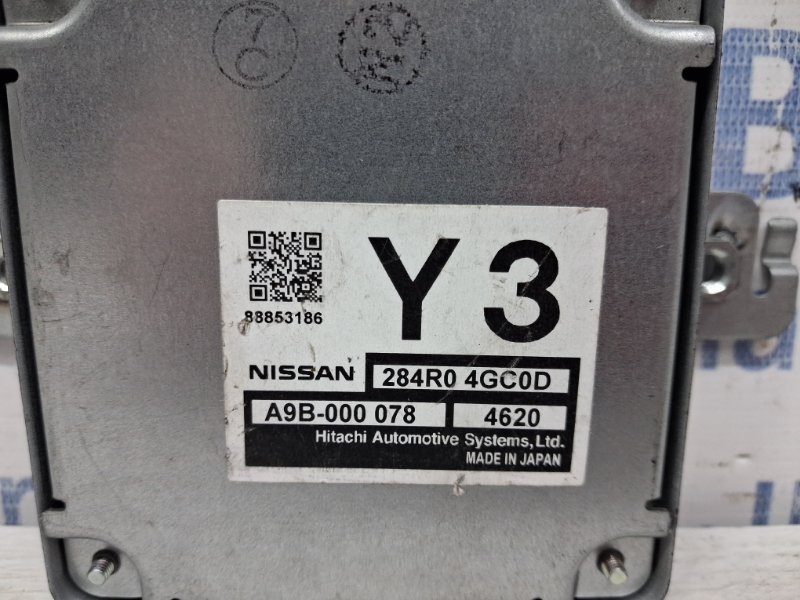 Y3
88853186
NISSAN 284R0 4GC0D
A9B-000 078 4620
Hitachi Automotive Systems,Ltd.
MADE IN JAPAN